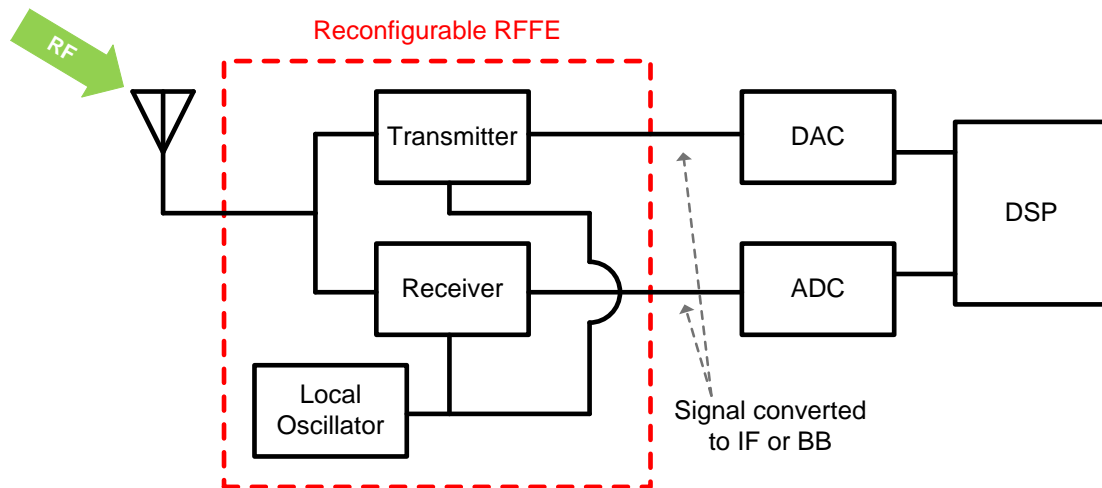 Reconfigurable RFFE
RF
Transmitter
DAC
DSP
Receiver
ADC
Local
Oscillator
Signal converted
to IF or BB